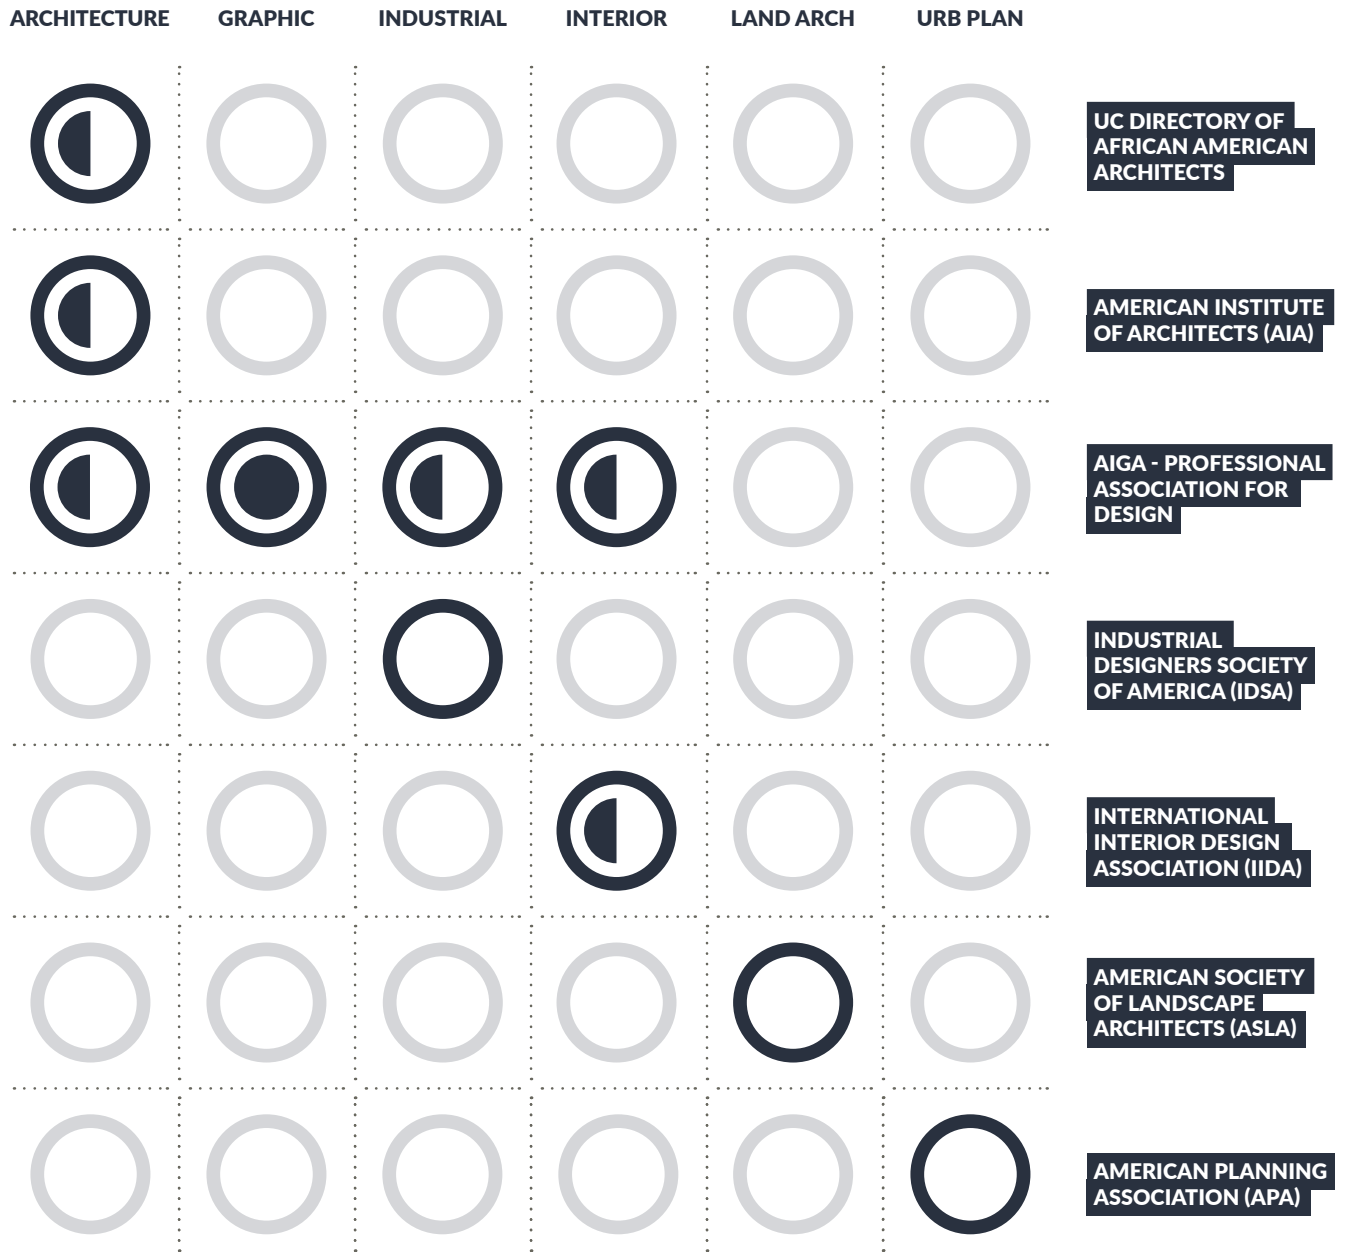 ARCHITECTURE GRAPHIC INDUSTRIAL INTERIOR LAND ARCH URB PLAN
UC DIRECTORY OF
AFRICAN AMERICAN
ARCHITECTS
AMERICAN INSTITUTE
OF ARCHITECTS (AIA)
AIGA - PROFESSIONAL
ASSOCIATION FOR
DESIGN
INDUSTRIAL
DESIGNERS SOCIETY
OF AMERICA (IDSA)
INTERNATIONAL
INTERIOR DESIGN
ASSOCIATION (IIDA)
AMERICAN SOCIETY
OF LANDSCAPE
ARCHITECTS (ASLA)
AMERICAN PLANNING
ASSOCIATION (APA)